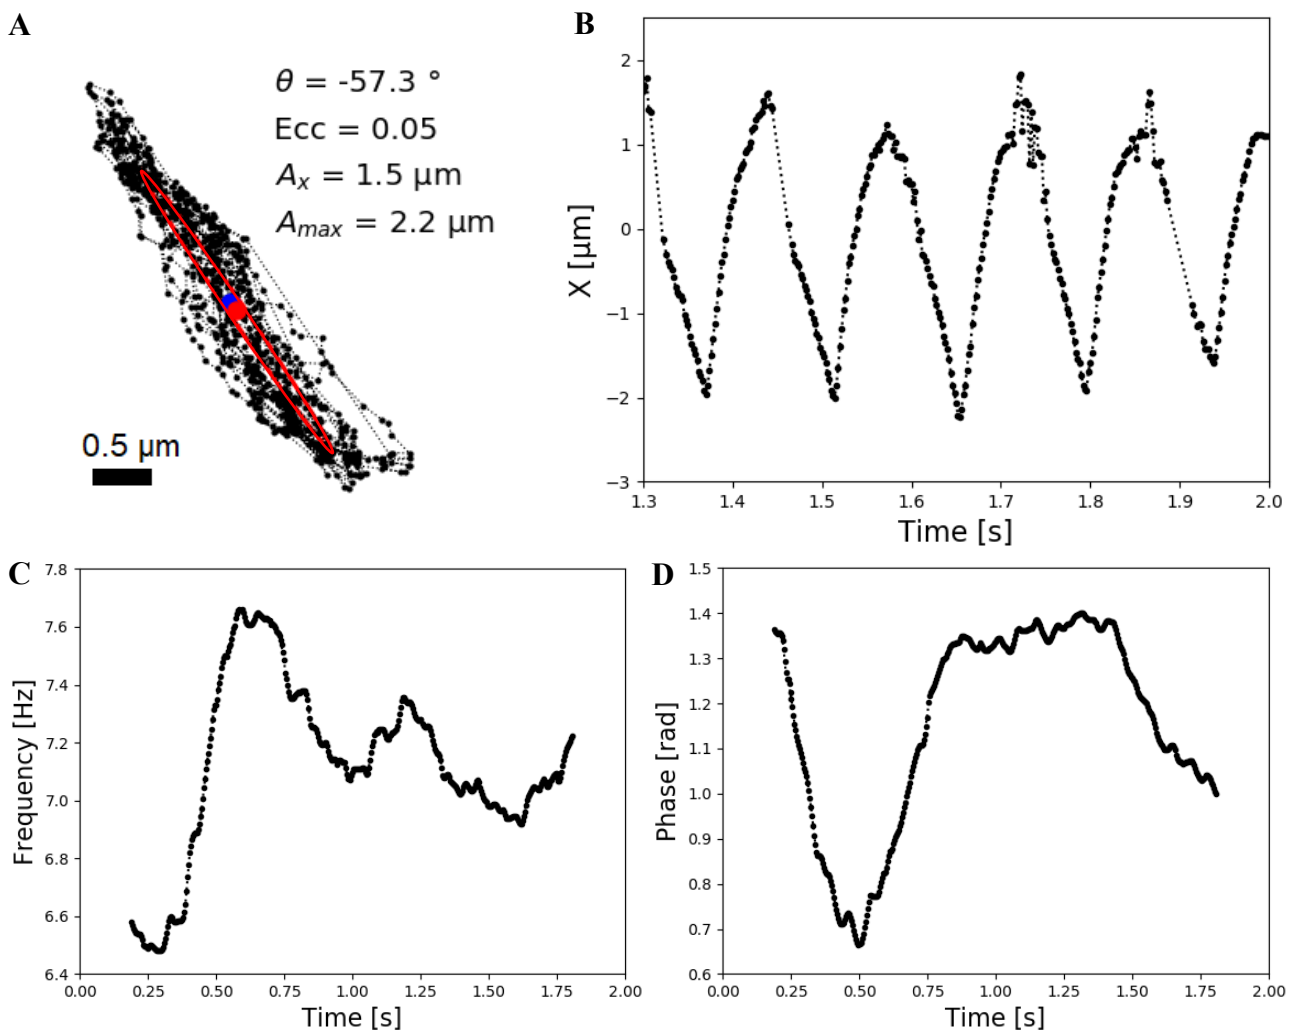 A
θ = -57.3 °
Ecc = 0.05
Ax = 1.5 µm
Amax = 2.2 µm
0.5 µm
B
2
1
0
−1
−2
−3
X [µm]
1.3 1.4 1.5 1.6 1.7 1.8 1.9 2.0
Time [s]
C
7.8
7.6
7.4
7.2
7.0
6.8
6.6
6.4
Frequency [Hz]
0.00 0.25 0.50 0.75 1.00 1.25 1.50 1.75 2.00
Time [s]
D
1.5
1.4
1.3
1.2
1.1
1.0
0.9
0.8
0.7
0.6
Phase [rad]
0.00 0.25 0.50 0.75 1.00 1.25 1.50 1.75 2.00
Time [s]